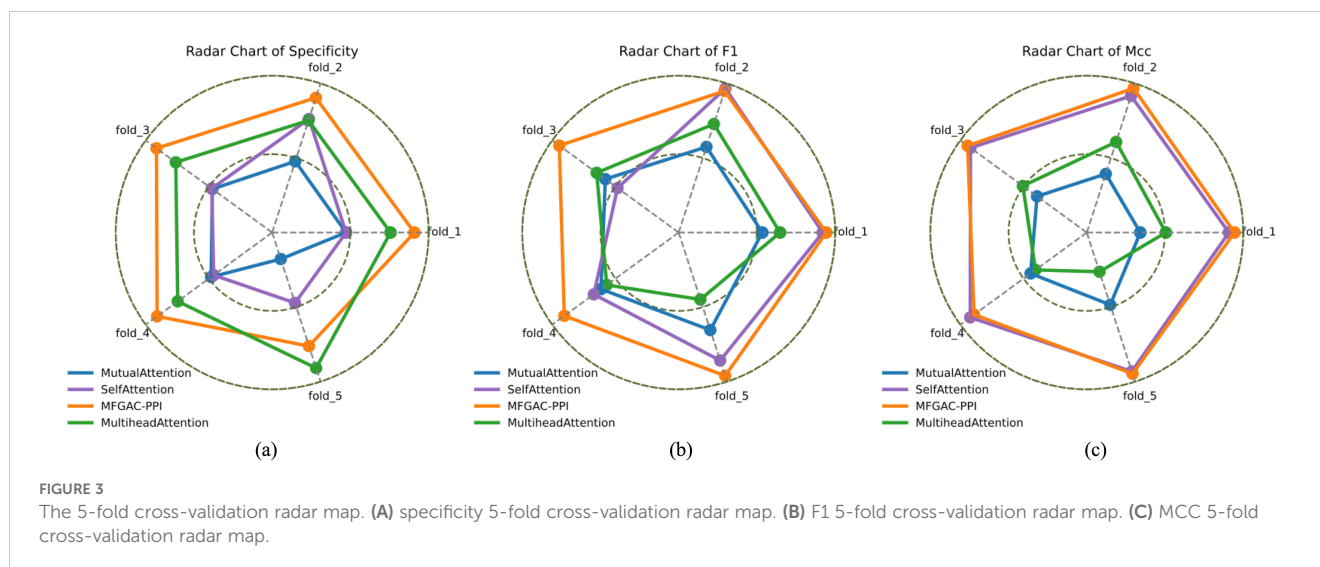 Radar Chart of Specificity
fold_2
fold_3
fold_1
fold_4
fold_5
MutualAttention
SelfAttention
MFGAC-PPI
MultiheadAttention
(a)
Radar Chart of F1
fold_2
fold_3
fold_1
fold_4
fold_5
MutualAttention
SelfAttention
MFGAC-PPI
MultiheadAttention
(b)
Radar Chart of Mcc
fold_2
fold_3
fold_1
fold_4
fold_5
MutualAttention
SelfAttention
MFGAC-PPI
MultiheadAttention
(c)
FIGURE 3
The 5-fold cross-validation radar map. (A) specificity 5-fold cross-validation radar map. (B) F1 5-fold cross-validation radar map. (C) MCC 5-fold
cross-validation radar map.